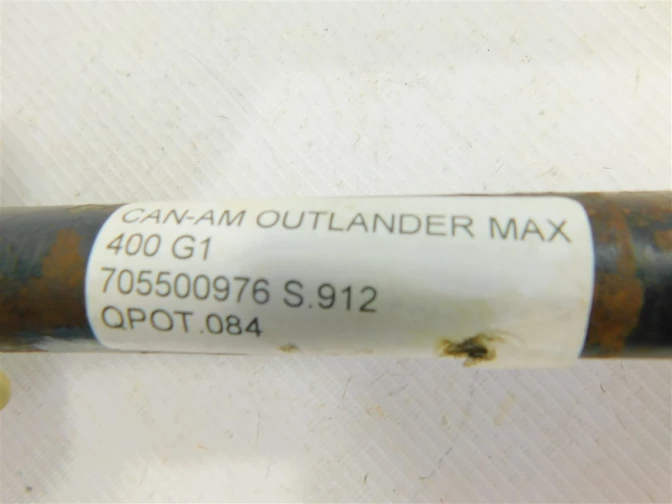 CAN-AM OUTLANDER MAX
400 G1
705500976 S.912
QPOT.084